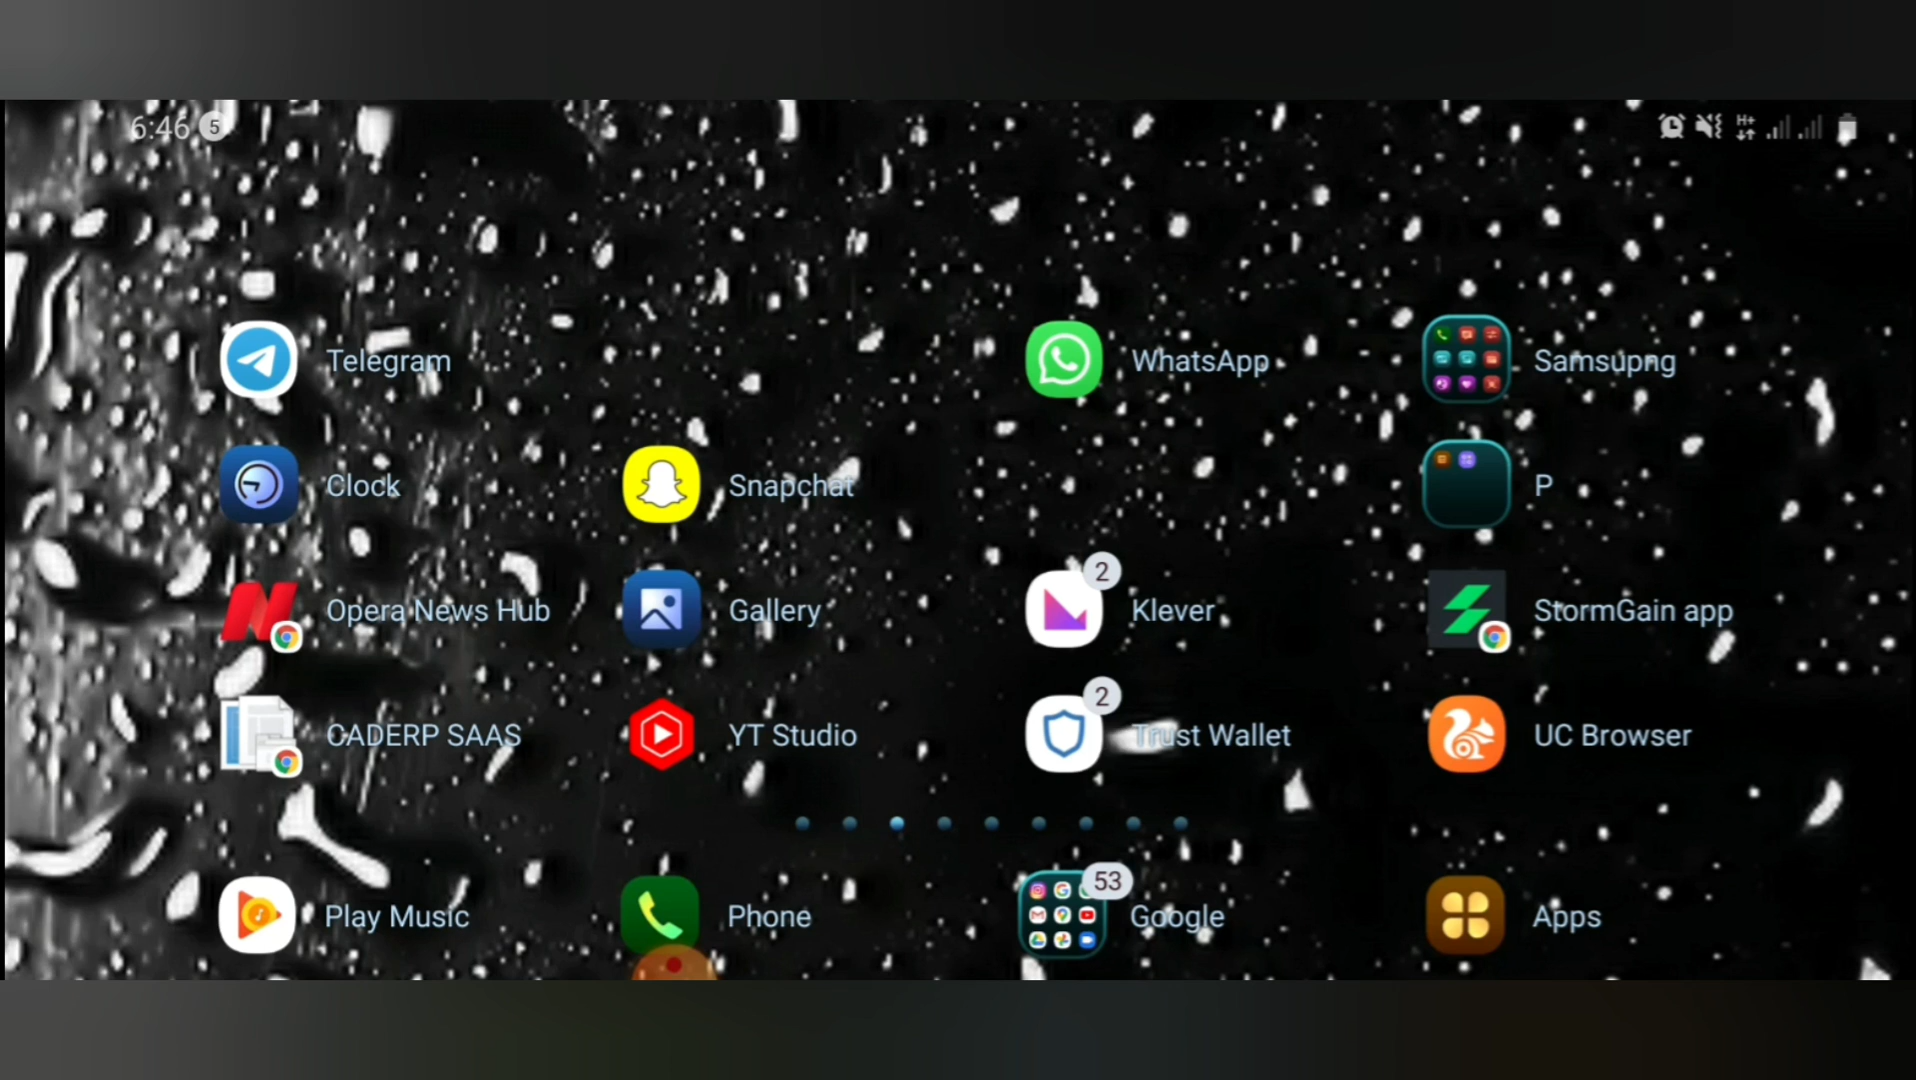 6:46 5 H+
Telegram WhatsApp Samsupng
Clock Snapchat P
2
Opera News Hub Gallery Klever StormGain app
2
CADERP SAAS YT Studio Trust Wallet UC Browser
53
Play Music Phone Google Apps